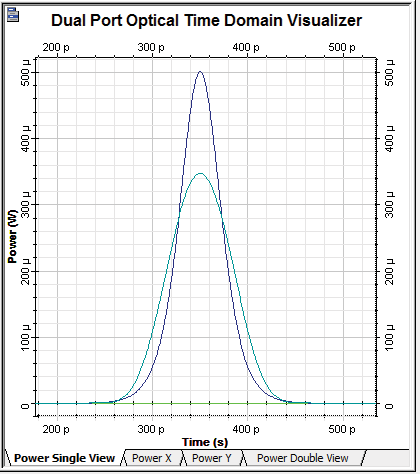 Dual Port Optical Time Domain Visualizer
200 p 300 p 400 p 500 p
500 µ 500 µ
400 µ 400 µ
300 µ 300 µ
Power (W)
200 µ 200 µ
100 µ 100 µ
0 0
200 p 300 p 400 p 500 p
Time (s)
Power Single View Power X Power Y Power Double View